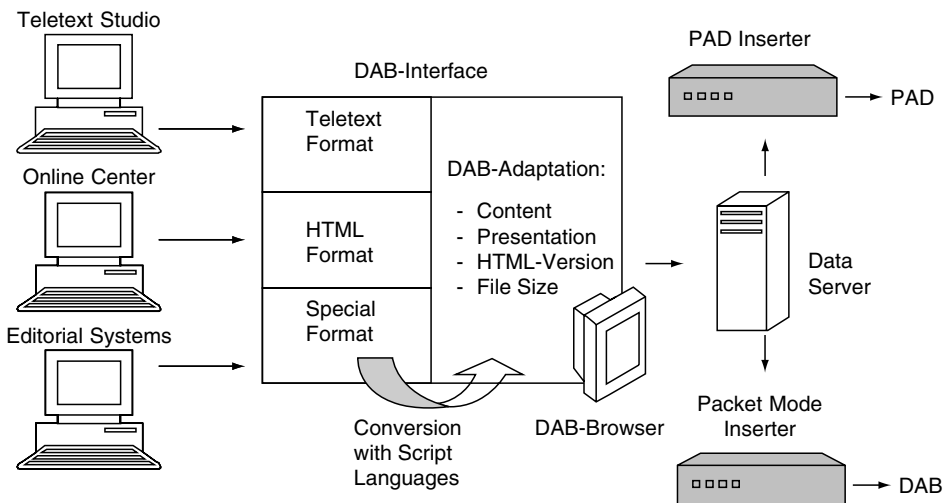 Teletext Studio
Online Center
Editorial Systems
DAB-Interface
Teletext
Format
HTML
Format
Special
Format
DAB-Adaptation:
- Content
- Presentation
- HTML-Version
- File Size
Conversion
with Script
Languages
DAB-Browser
PAD Inserter
PAD
Data
Server
Packet Mode
Inserter
DAB